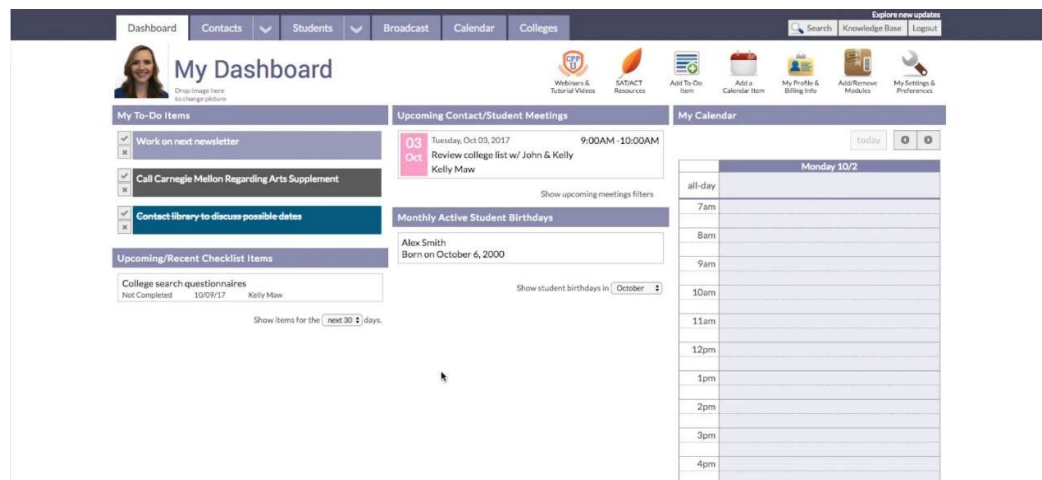 Explore new updates
Dashboard Contacts Students Broadcast Calendar Colleges
Search Knowledge Base Logout
My Dashboard
Drop image here
to change picture
CPP
Webinars &
Tutorial Videos
SAT/ACT
Resources
Add To-Do
Item
Add a
Calendar Item
My Profile &
Billing Info
Add/Remove
Modules
My Settings &
Preferences
My To-Do Items
Work on next newsletter
Call Carnegie Mellon Regarding Arts Supplement
Contact library to discuss possible dates
Upcoming/Recent Checklist Items
College search questionnaires
Not Completed 10/09/17 Kelly Maw
Show items for the next 30 days.
Upcoming Contact/Student Meetings
03
Oct
Tuesday, Oct 03, 2017 9:00AM -10:00AM
Review college list w/ John & Kelly
Kelly Maw
Show upcoming meetings filters
Monthly Active Student Birthdays
Alex Smith
Born on October 6, 2000
Show student birthdays in October
My Calendar
today
Monday 10/2
all-day
7am
8am
9am
10am
11am
12pm
1pm
2pm
3pm
4pm